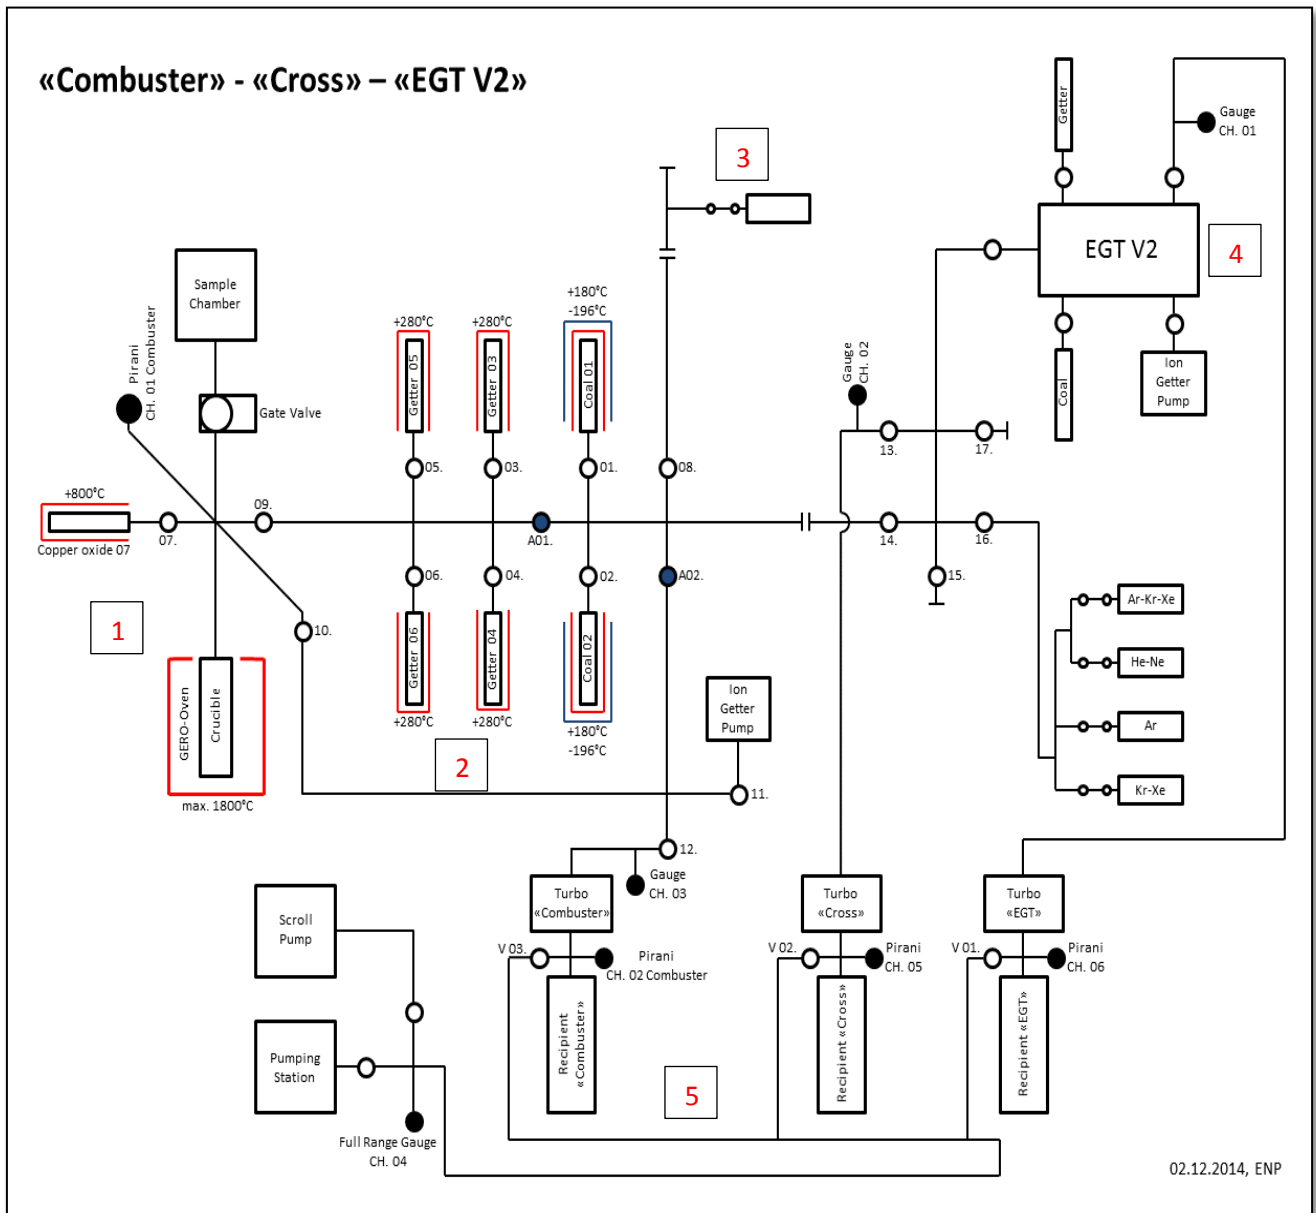 «Combuster» - «Cross» – «EGT V2»
Getter
Gauge
CH. 01
3
EGT V2
4
Sample
Chamber
Pirani
CH. 01 Combuster
Gate Valve
+280°C
Getter 05
+280°C
Getter 03
+180°C
-196°C
Coal 01
Gauge
CH. 02
Coal
Ion
Getter
Pump
05.
03.
01.
08.
13.
17.
+800°C
Copper oxide 07
07.
09.
A01.
14.
16.
06.
04.
02.
A02.
15.
1
10.
GERO-Oven
Crucible
max. 1800°C
Getter 06
+280°C
Getter 04
+280°C
Coal 02
+180°C
-196°C
2
Ion
Getter
Pump
11.
Ar-Kr-Xe
He-Ne
Ar
Kr-Xe
12.
Gauge
CH. 03
Turbo
«Combuster»
Turbo
«Cross»
Turbo
«EGT»
Scroll
Pump
V 03.
Pirani
CH. 02 Combuster
V 02.
Pirani
CH. 05
V 01.
Pirani
CH. 06
Recipient
«Combuster»
Recipient «Cross»
Recipient «EGT»
Pumping
Station
5
Full Range Gauge
CH. 04
02.12.2014, ENP